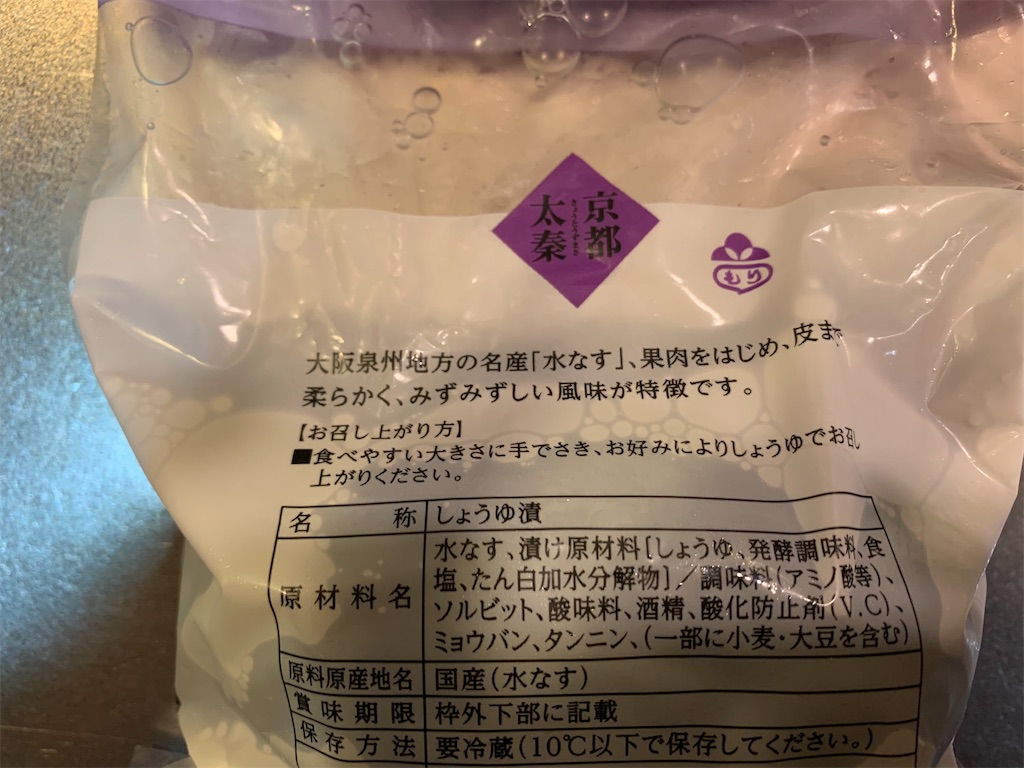 京都
太秦
もり
大阪泉州地方の名産「水なす」、果肉をはじめ、皮ま
柔らかく、みずみずしい風味が特徴です。
【お召し上がり方】
■食べやすい大きさに手でさき、お好みによりしょうゆでお召し
上がりください。
名称 しょうゆ漬
原材料名 水なす、漬け原材料[しょうゆ、発酵調味料、食
塩、たん白加水分解物]／調味料(アミノ酸等)、
ソルビット、酸味料、酒精、酸化防止剤(V.C)、
ミョウバン、タンニン、(一部に小麦・大豆を含む)
原料原産地名 国産(水なす)
賞味期限 枠外下部に記載
保存方法 要冷蔵(10℃以下で保存してください。)